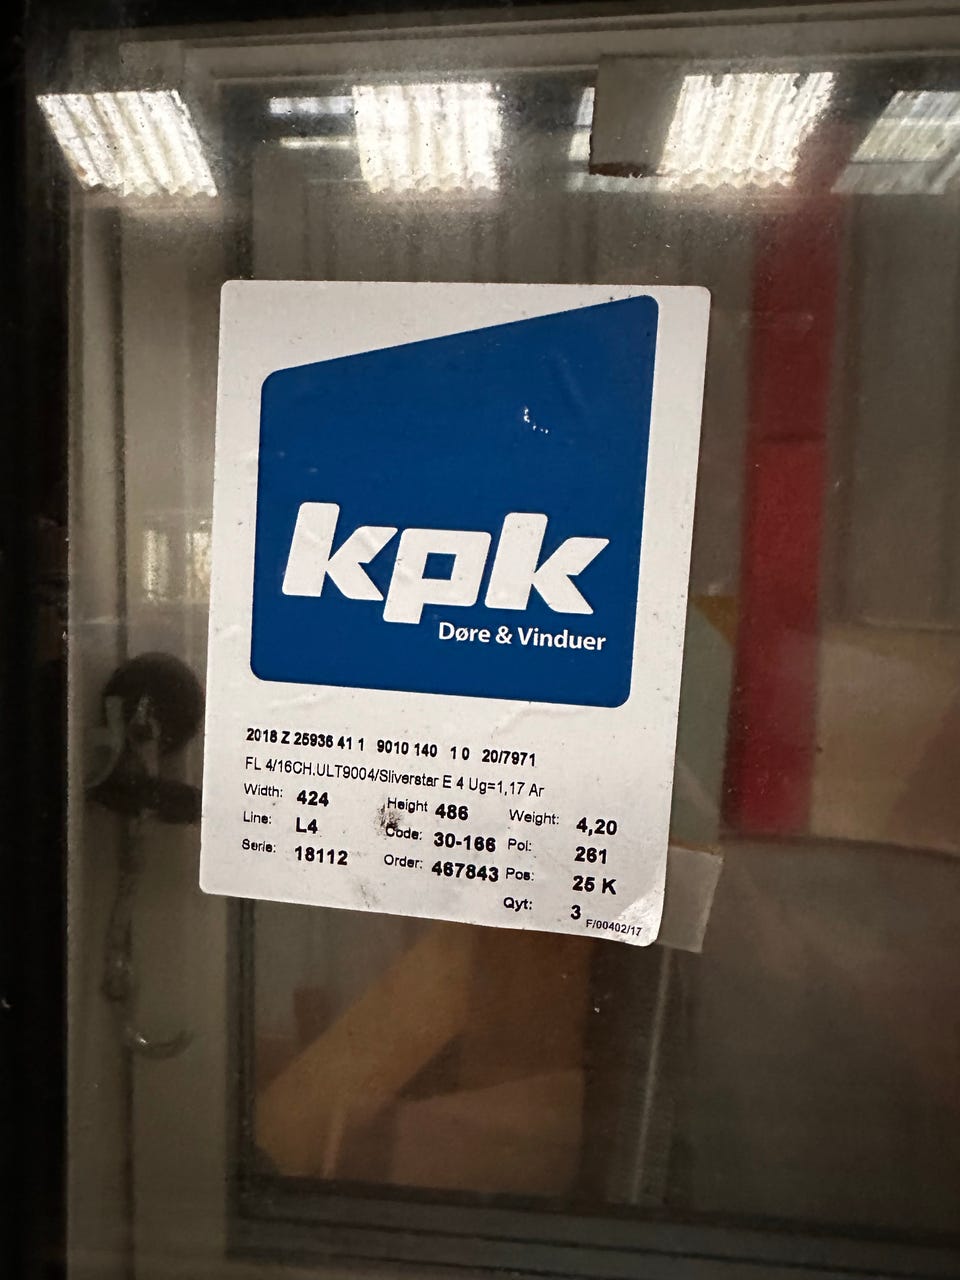 kpk
Døre & Vinduer
2018 Z 25936 41 1 9010 140 1 0 20/7971
FL 4/16CH.ULT9004/Sliverstar E 4 Ug=1,17 Ar
Width: 424 Height 486 Weight: 4,20
Line: L4 Code: 30-166 Pol: 261
Serie: 18112 Order: 467843 Pos: 25 K
Qyt: 3
F/00402/17